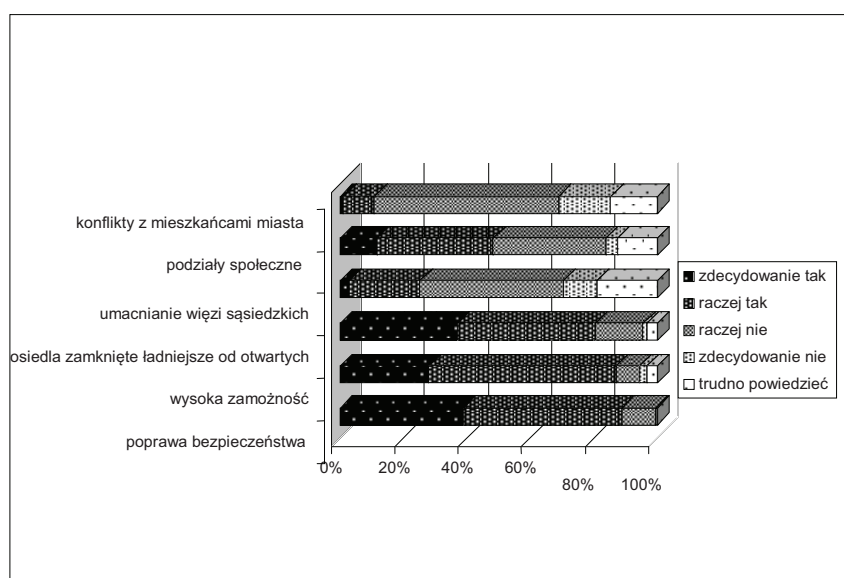 konflikty z mieszkańcami miasta
podziały społeczne
umacnianie więzi sąsiedzkich
osiedla zamknięte ładniejsze od otwartych
wysoka zamożność
poprawa bezpieczeństwa
0% 20% 40% 60% 80% 100%
zdecydowanie tak
raczej tak
raczej nie
zdecydowanie nie
trudno powiedzieć